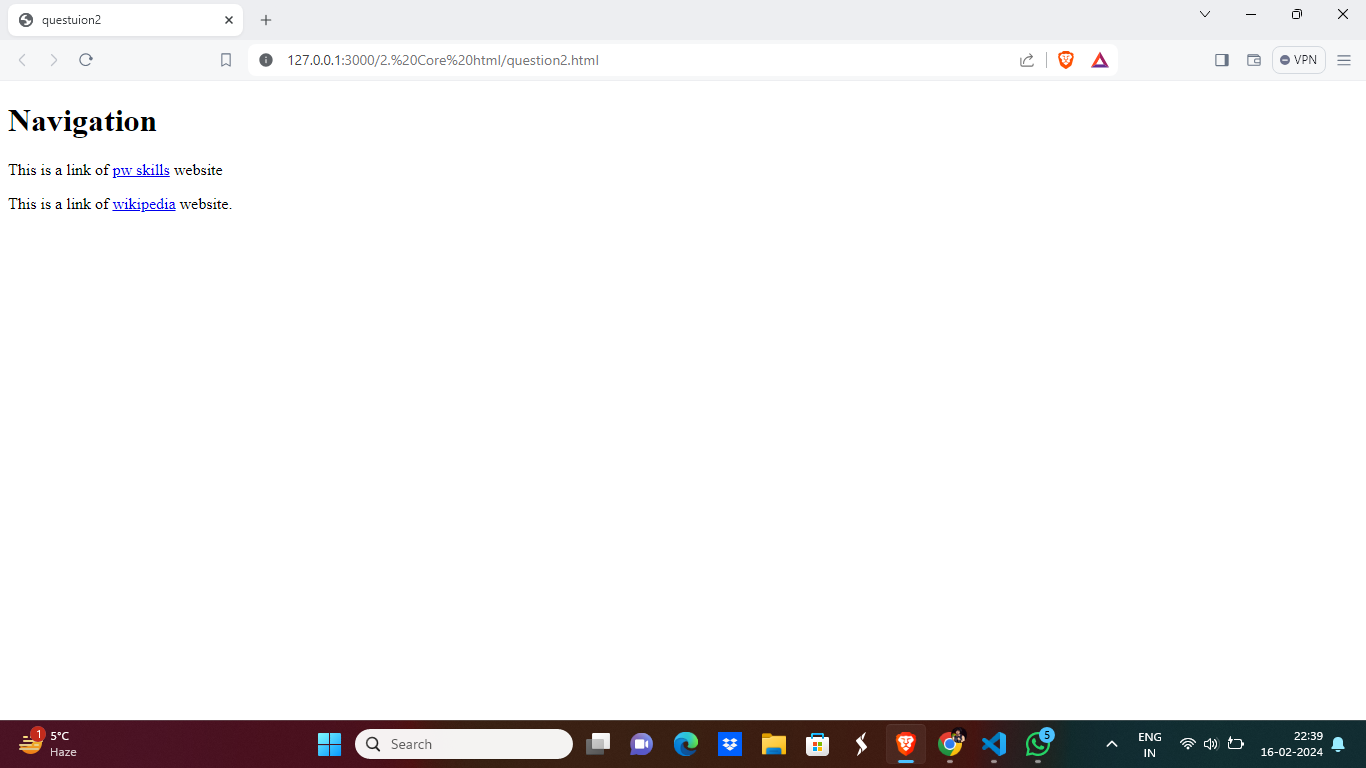 questuion2
127.0.0.1:3000/2.%20Core%20html/question2.html
VPN
Navigation
This is a link of pw skills website
This is a link of wikipedia website.
1
5°C
Haze
Search
5
ENG
IN
22:39
16-02-2024